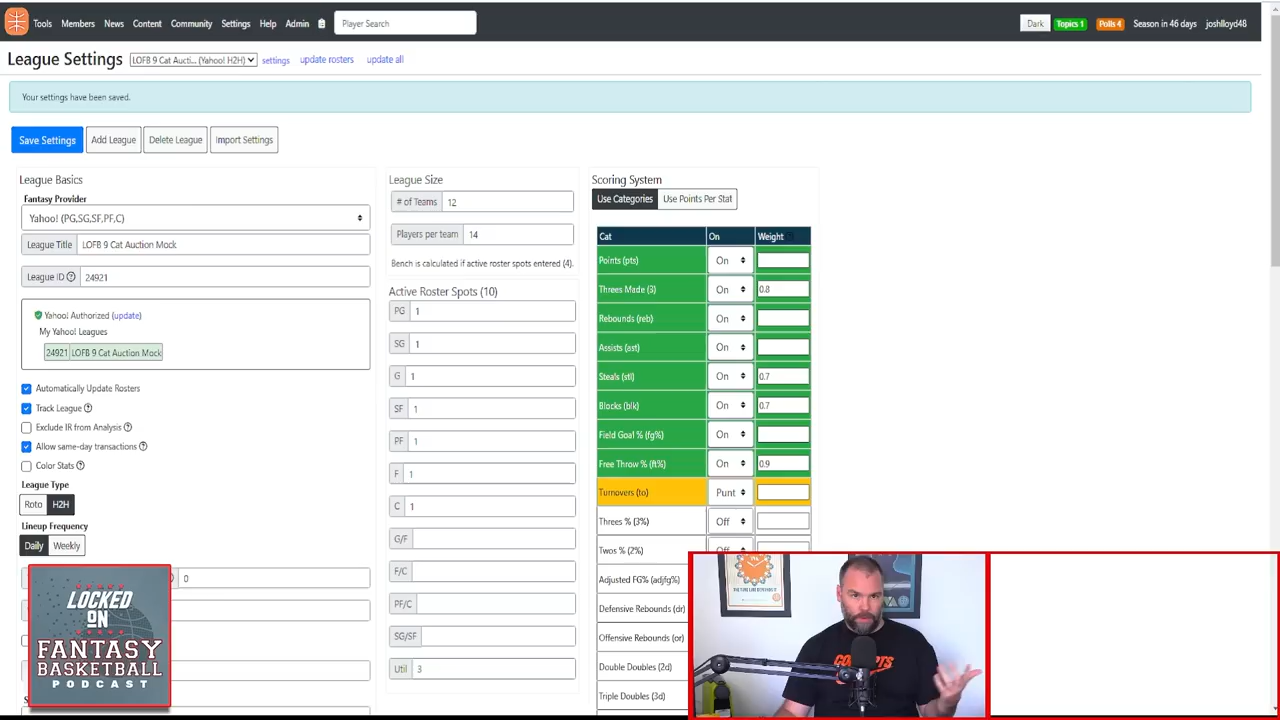 Tools Members News Content Community Settings Help Admin Player Search Dark Topics 1 Polls 4 Season in 46 days joshlloyd48
League Settings LOFB 9 Cat Aucti... (Yahoo! H2H) settings update rosters update all
Your settings have been saved.
Save Settings Add League Delete League Import Settings
League Basics
Fantasy Provider
Yahoo! (PG,SG,SF,PF,C)
League Title LOFB 9 Cat Auction Mock
League ID 24921
Yahoo! Authorized (update)
My Yahoo! Leagues
24921 LOFB 9 Cat Auction Mock
Automatically Update Rosters
Track League
Exclude IR from Analysis
Allow same-day transactions
Color Stats
League Type
Roto H2H
Lineup Frequency
Daily Weekly
0
League Size
# of Teams 12
Players per team 14
Bench is calculated if active roster spots entered (4).
Active Roster Spots (10)
PG 1
SG 1
G 1
SF 1
PF 1
F 1
C 1
G/F
F/C
PF/C
SG/SF
Util 3
Scoring System
Use Categories Use Points Per Stat
Cat On Weight
Points (pts) On
Threes Made (3) On 0.8
Rebounds (reb) On
Assists (ast) On
Steals (stl) On 0.7
Blocks (blk) On 0.7
Field Goal % (fg%) On
Free Throw % (ft%) On 0.9
Turnovers (to) Punt
Threes % (3%) Off
Twos % (2%) Off
Adjusted FG% (adjfg%)
Defensive Rebounds (dr)
Offensive Rebounds (or)
Double Doubles (2d)
Triple Doubles (3d)
LOCKED
ON
FANTASY
BASKETBALL
PODCAST